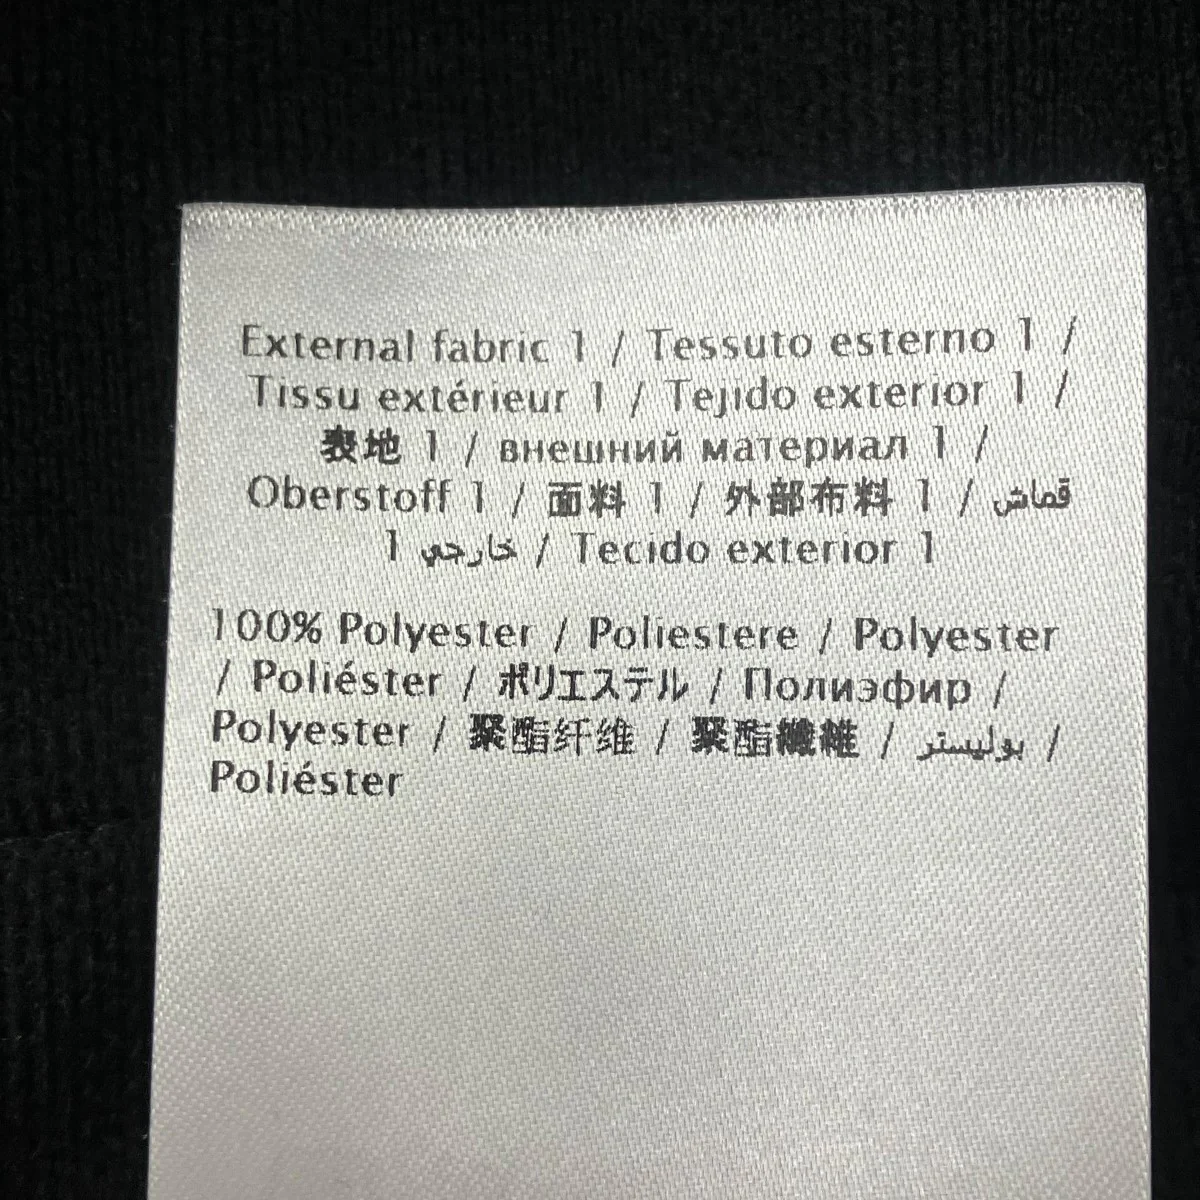 External fabric 1 / Tessuto esterno 1 /
Tissu extérieur 1 / Tejido exterior 1 /
表地 1 / внешний материал 1 /
Oberstoff 1 / 面料 1 / 外部布料 1 / قماش
خارجي 1 / Tecido exterior 1
100% Polyester / Poliestere / Polyester
/ Poliéster / ポリエステル / Полиэфир /
Polyester / 聚酯纤维 / 聚酯纖維 / بوليستر /
Poliéster